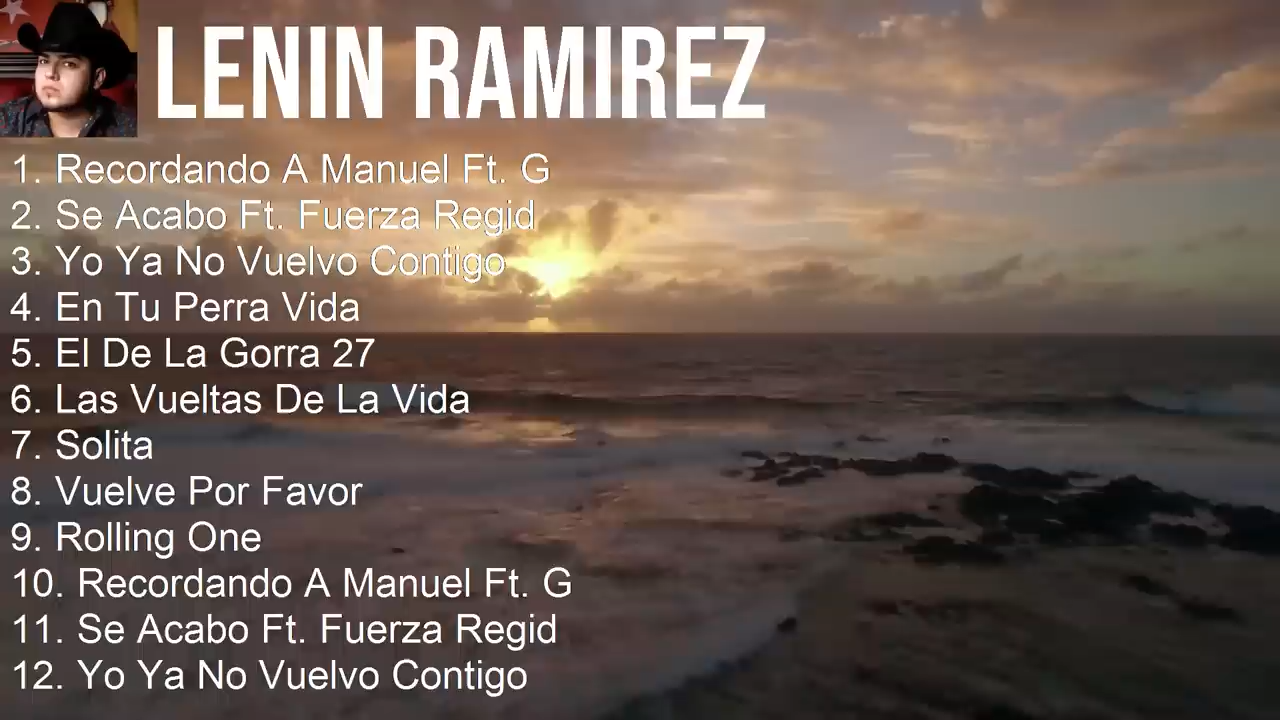 LENIN RAMIREZ
1. Recordando A Manuel Ft. G
2. Se Acabo Ft. Fuerza Regid
3. Yo Ya No Vuelvo Contigo
4. En Tu Perra Vida
5. El De La Gorra 27
6. Las Vueltas De La Vida
7. Solita
8. Vuelve Por Favor
9. Rolling One
10. Recordando A Manuel Ft. G
11. Se Acabo Ft. Fuerza Regid
12. Yo Ya No Vuelvo Contigo